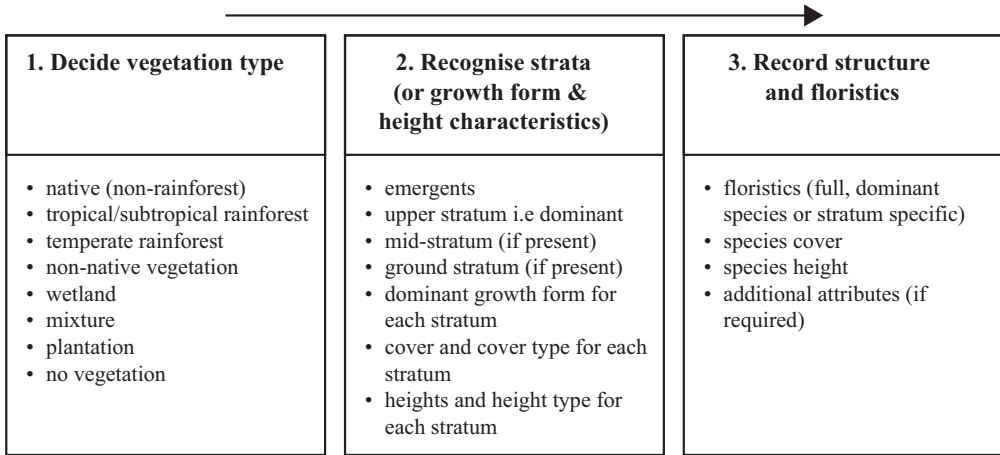 1. Decide vegetation type
• native (non-rainforest)
• tropical/subtropical rainforest
• temperate rainforest
• non-native vegetation
• wetland
• mixture
• plantation
• no vegetation
2. Recognise strata
(or growth form &
height characteristics)
• emergents
• upper stratum i.e dominant
• mid-stratum (if present)
• ground stratum (if present)
• dominant growth form for
each stratum
• cover and cover type for each
stratum
• heights and height type for
each stratum
3. Record structure
and floristics
• floristics (full, dominant
species or stratum specific)
• species cover
• species height
• additional attributes (if
required)